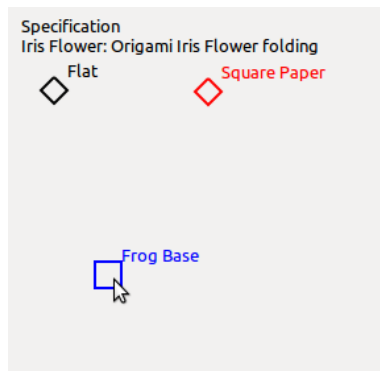 Specification
Iris Flower: Origami Iris Flower folding
Flat
Square Paper
Frog Base